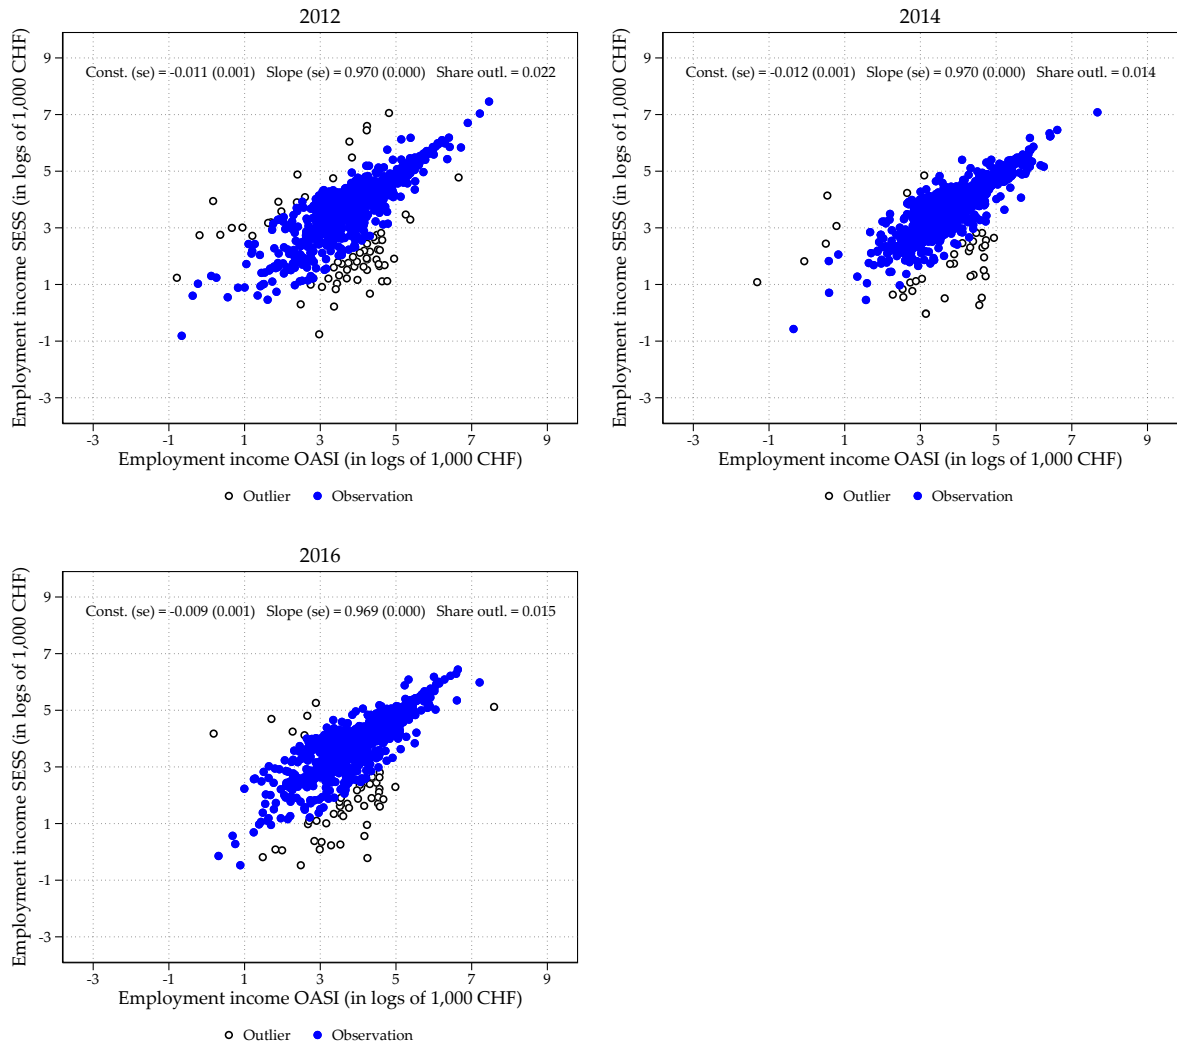 2012
Employment income SESS (in logs of 1,000 CHF)
Const. (se) = -0.011 (0.001) Slope (se) = 0.970 (0.000) Share outl. = 0.022
9
7
5
3
1
-1
-3
-3 -1 1 3 5 7 9
Employment income OASI (in logs of 1,000 CHF)
Outlier Observation
2014
Employment income SESS (in logs of 1,000 CHF)
Const. (se) = -0.012 (0.001) Slope (se) = 0.970 (0.000) Share outl. = 0.014
9
7
5
3
1
-1
-3
-3 -1 1 3 5 7 9
Employment income OASI (in logs of 1,000 CHF)
Outlier Observation
2016
Employment income SESS (in logs of 1,000 CHF)
Const. (se) = -0.009 (0.001) Slope (se) = 0.969 (0.000) Share outl. = 0.015
9
7
5
3
1
-1
-3
-3 -1 1 3 5 7 9
Employment income OASI (in logs of 1,000 CHF)
Outlier Observation